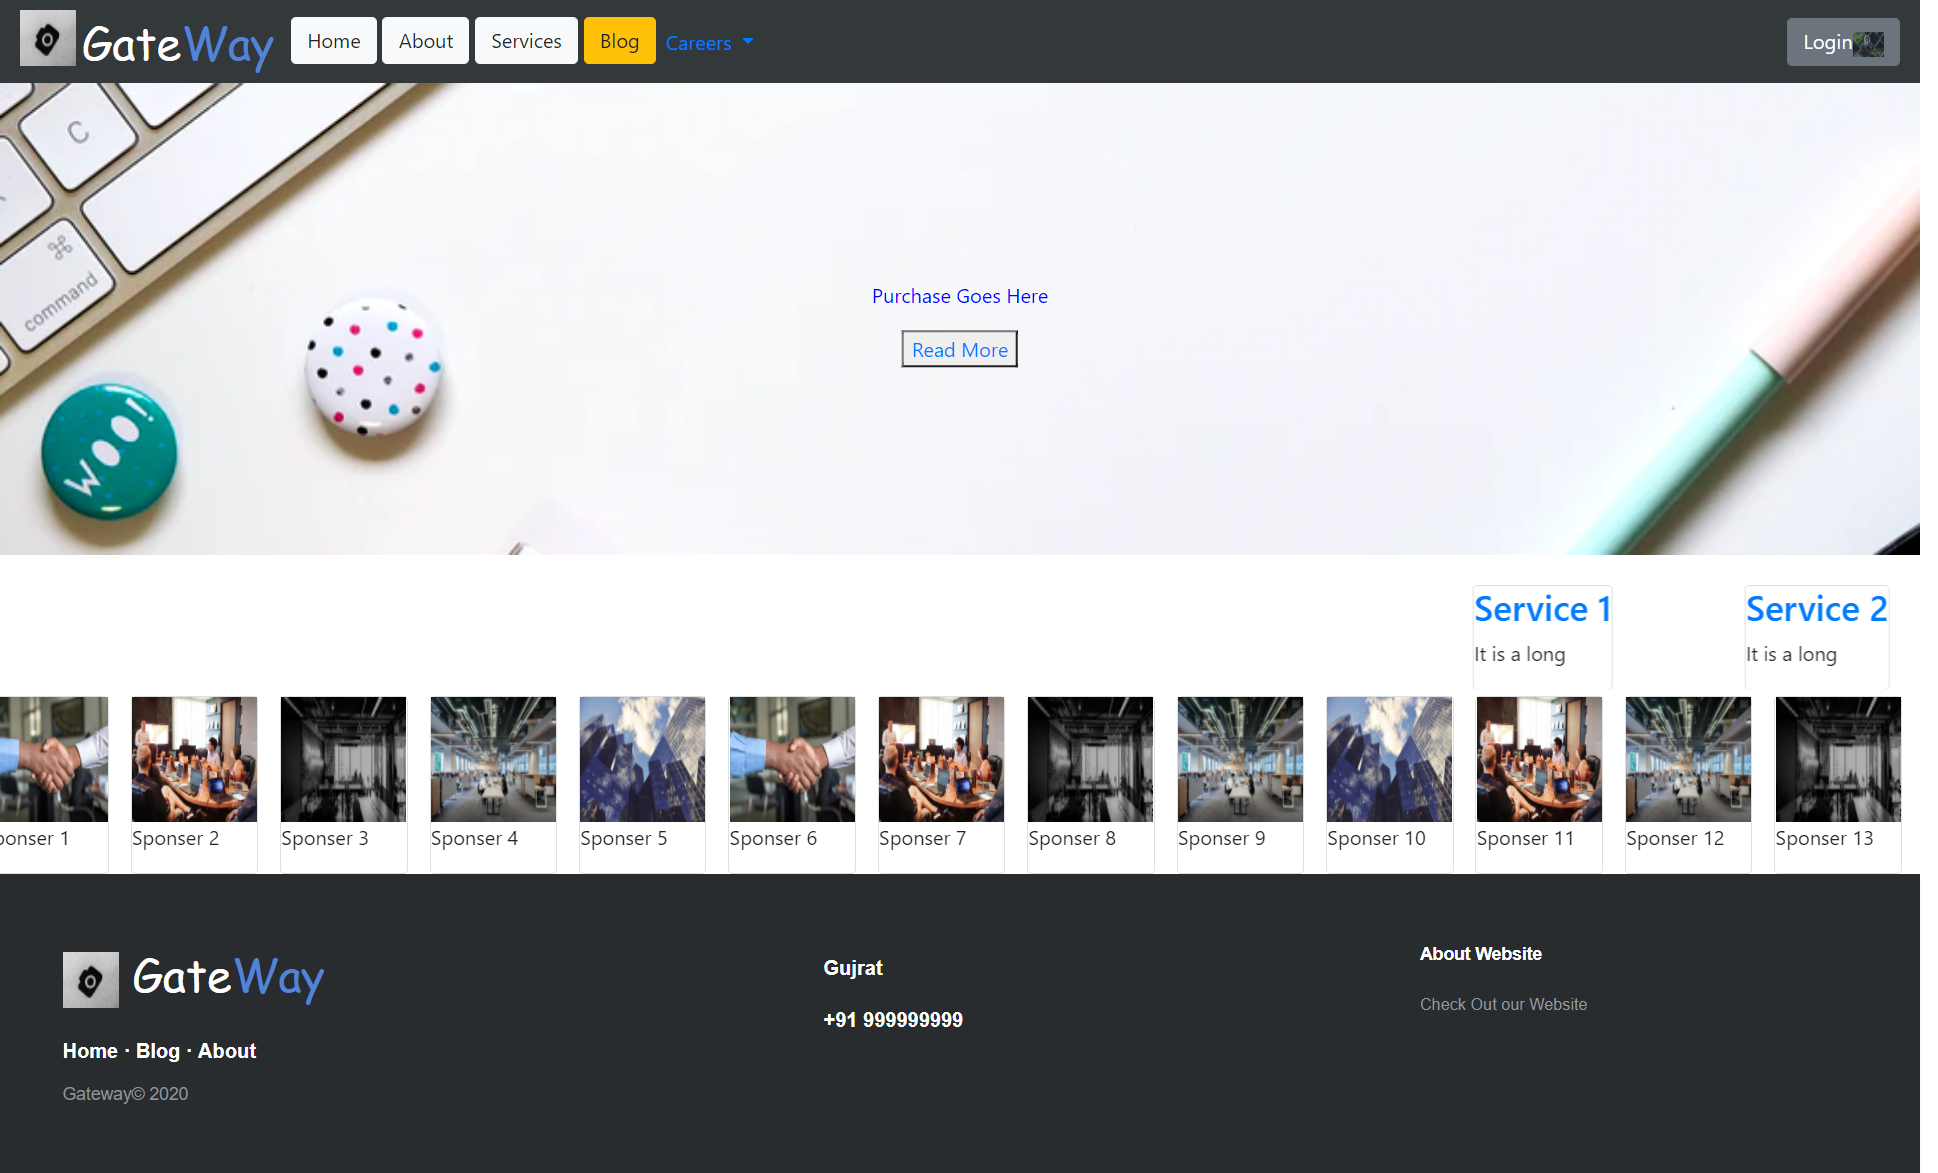 GateWay
Home
About
Services
Blog
Careers
Login
C
command
WOO!
Purchase Goes Here
Read More
Service 1
It is a long
Service 2
It is a long
ponser 1
Sponser 2
Sponser 3
Sponser 4
Sponser 5
Sponser 6
Sponser 7
Sponser 8
Sponser 9
Sponser 10
Sponser 11
Sponser 12
Sponser 13
GateWay
Home · Blog · About
Gateway© 2020
Gujrat
+91 999999999
About Website
Check Out our Website